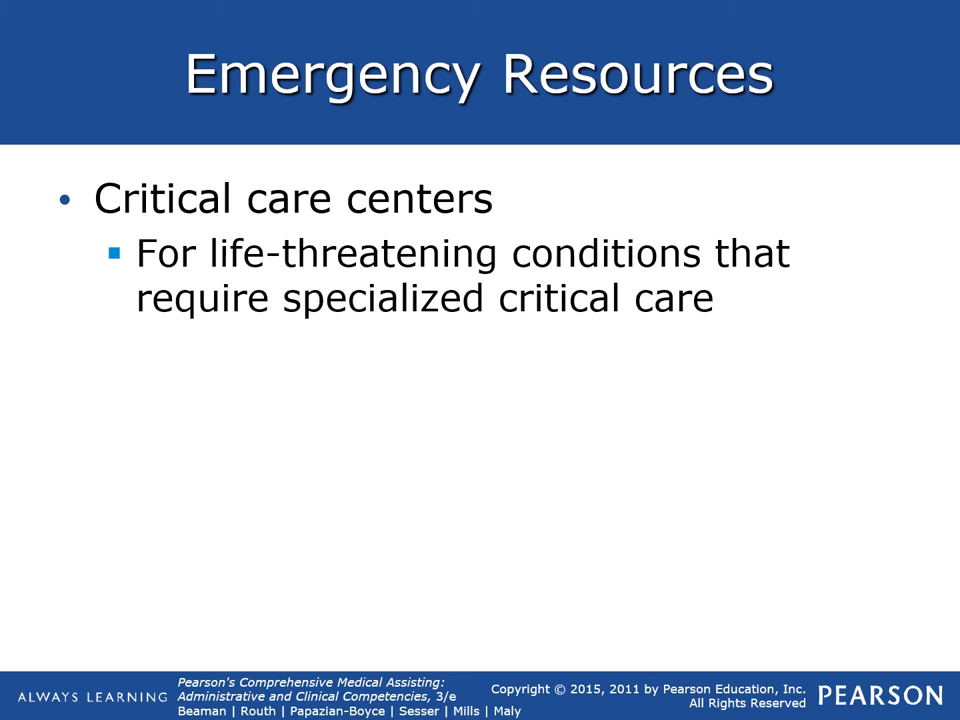 Emergency Resources
• Critical care centers
▪ For life-threatening conditions that
require specialized critical care
ALWAYS LEARNING
Pearson's Comprehensive Medical Assisting:
Administrative and Clinical Competencies, 3/e
Beaman | Routh | Papazian-Boyce | Sesser | Mills | Maly
Copyright © 2015, 2011 by Pearson Education, Inc.
All Rights Reserved
PEARSON